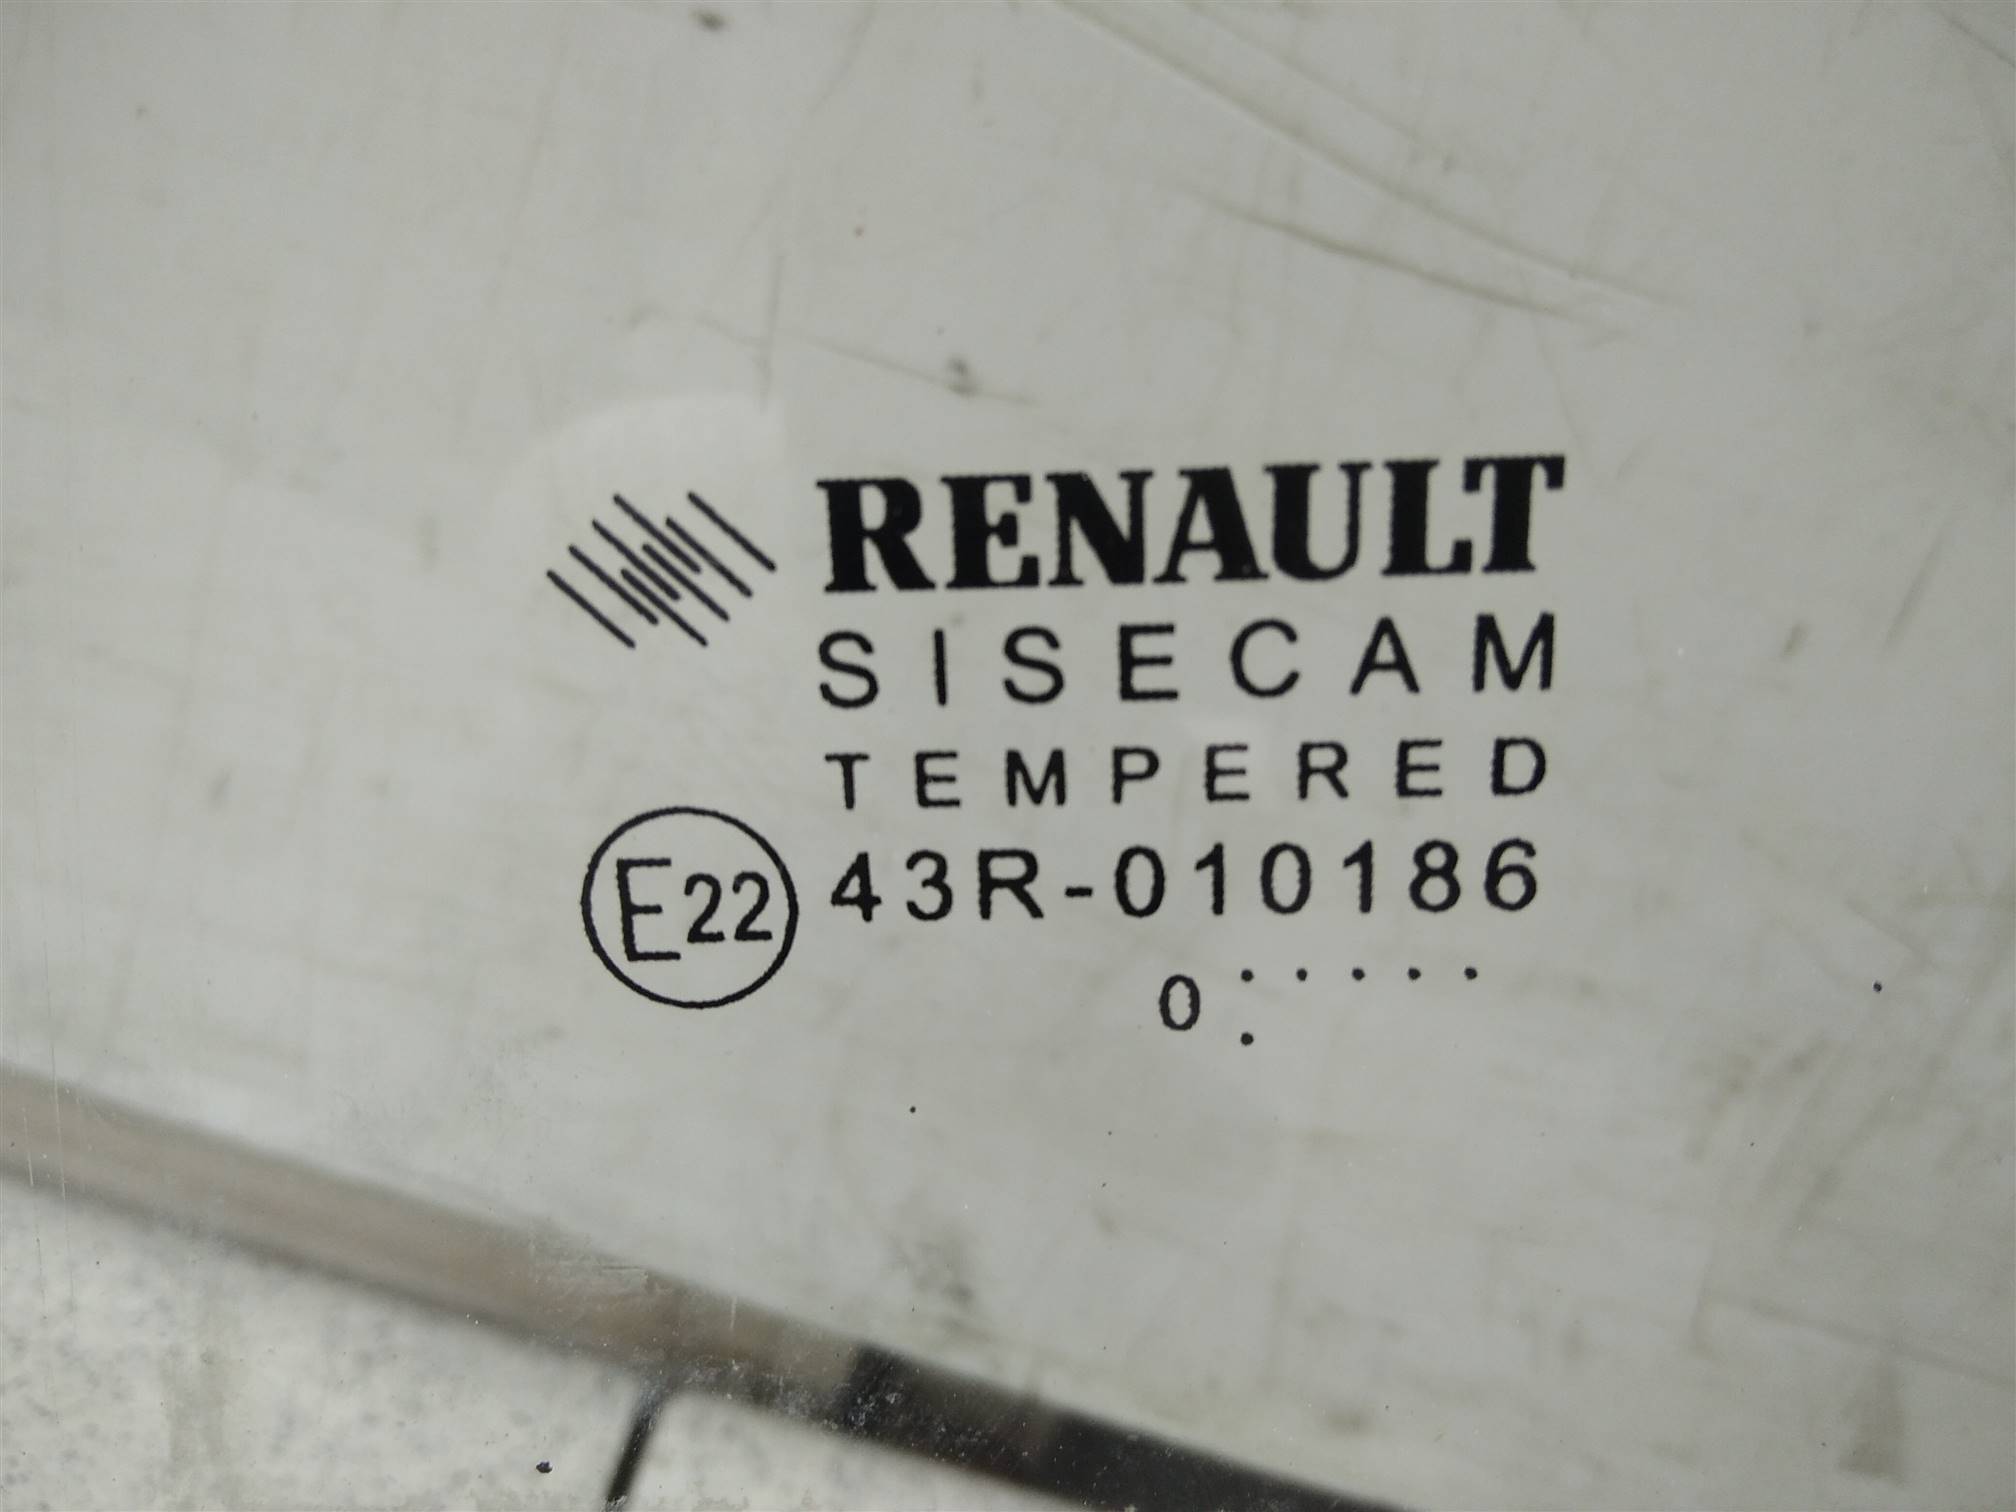 RENAULT
SISECAM
TEMPERED
E22 43R-010186
0 : . . . .